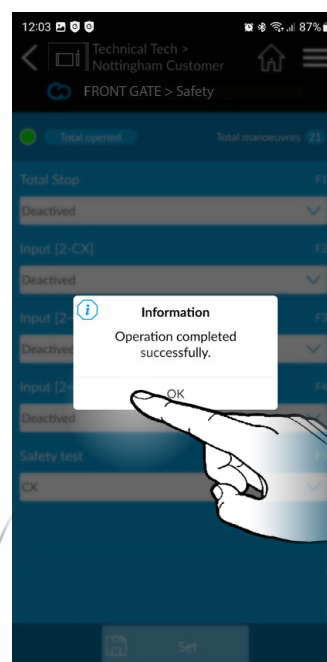 12:03
87%
Technical Tech >
Nottingham Customer
FRONT GATE > Safety
Total opened
Total manoeuvres 21
Total Stop
F1
Deactived
Input [2-CX]
F2
Deactived
Input [2-
F3
Deactived
Input [2-
F4
Deactived
Safety test
CX
i
Information
Operation completed
successfully.
OK
Set